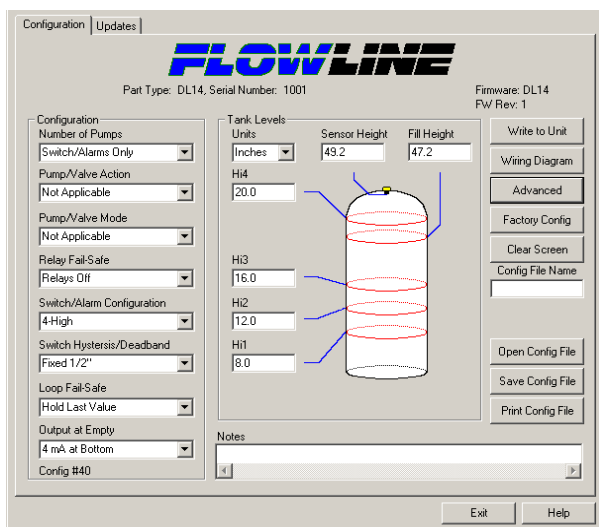 Configuration
Updates
FLOWLINE
Part Type: DL14, Serial Number: 1001
Firmware: DL14
FW Rev: 1
Configuration
Number of Pumps
Switch/Alarms Only
Pump/Valve Action
Not Applicable
Pump/Valve Mode
Not Applicable
Relay Fail-Safe
Relays Off
Switch/Alarm Configuration
4-High
Switch Hystersis/Deadband
Fixed 1/2"
Loop Fail-Safe
Hold Last Value
Output at Empty
4 mA at Bottom
Config #40
Tank Levels
Units
Sensor Height
Fill Height
Inches
49.2
47.2
Hi4
20.0
Hi3
16.0
Hi2
12.0
Hi1
8.0
Notes
Write to Unit
Wiring Diagram
Advanced
Factory Config
Clear Screen
Config File Name
Open Config File
Save Config File
Print Config File
Exit
Help